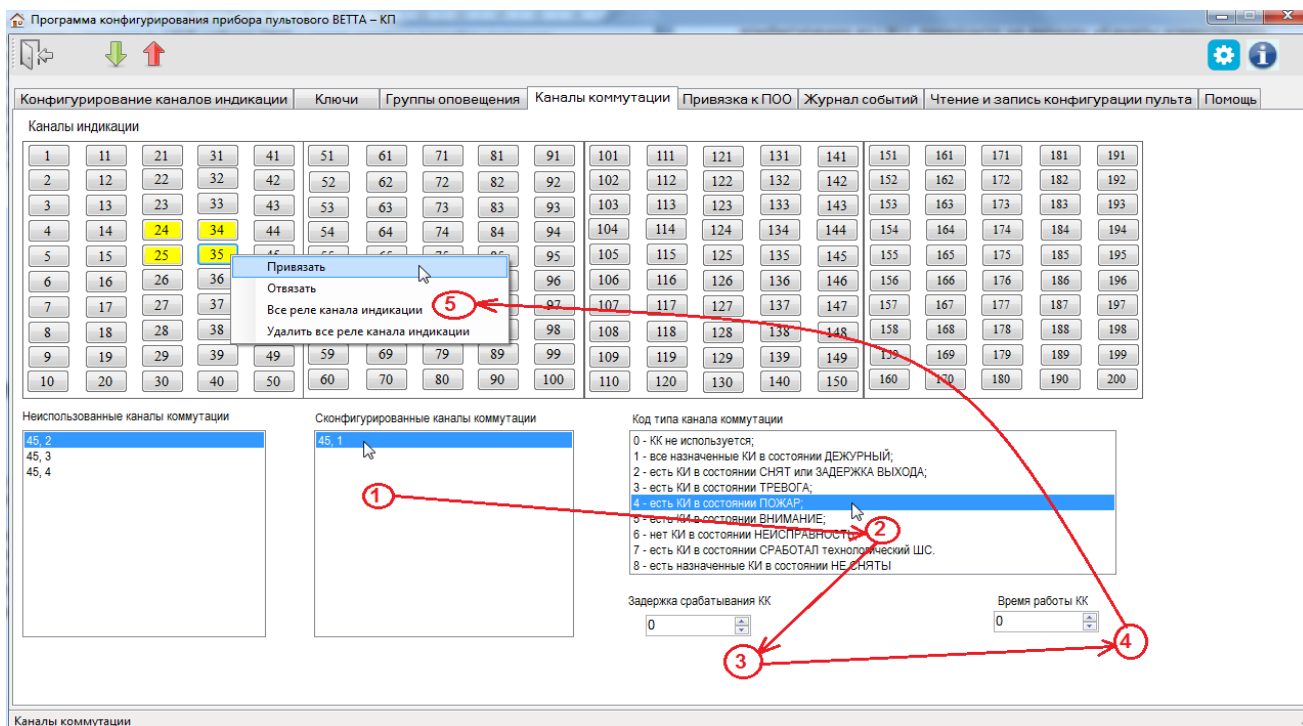 Программа конфигурирования прибора пультового ВЕТТА – КП
Конфигурирование каналов индикации Ключи Группы оповещения Каналы коммутации Привязка к ПОО Журнал событий Чтение и запись конфигурации пульта Помощь
Каналы индикации
1 11 21 31 41 51 61 71 81 91 101 111 121 131 141 151 161 171 181 191
2 12 22 32 42 52 62 72 82 92 102 112 122 132 142 152 162 172 182 192
3 13 23 33 43 53 63 73 83 93 103 113 123 133 143 153 163 173 183 193
4 14 24 34 44 54 64 74 84 94 104 114 124 134 144 154 164 174 184 194
5 15 25 35 95 105 115 125 135 145 155 165 175 185 195
Привязать
6 16 26 36 96 106 116 126 136 146 156 166 176 186 196
Отвязать
7 17 27 37 97 107 117 127 137 147 157 167 177 187 197
Все реле канала индикации 5
8 18 28 38 98 108 118 128 138 148 158 168 178 188 198
Удалить все реле канала индикации
9 19 29 39 49 59 69 79 89 99 109 119 129 139 149 159 169 179 189 199
10 20 30 40 50 60 70 80 90 100 110 120 130 140 150 160 170 180 190 200
Неиспользованные каналы коммутации
45, 2
45, 3
45, 4
Сконфигурированные каналы коммутации
45, 1
1
Код типа канала коммутации
0 - КК не используется;
1 - все назначенные КИ в состоянии ДЕЖУРНЫЙ;
2 - есть КИ в состоянии СНЯТ или ЗАДЕРЖКА ВЫХОДА;
3 - есть КИ в состоянии ТРЕВОГА;
4 - есть КИ в состоянии ПОЖАР;
5 - есть КИ в состоянии ВНИМАНИЕ;
6 - нет КИ в состоянии НЕИСПРАВНОСТЬ; 2
7 - есть КИ в состоянии СРАБОТАЛ технологический ШС.
8 - есть назначенные КИ в состоянии НЕ СНЯТЫ
Задержка срабатывания КК
0
Время работы КК
0
3
4
Каналы коммутации